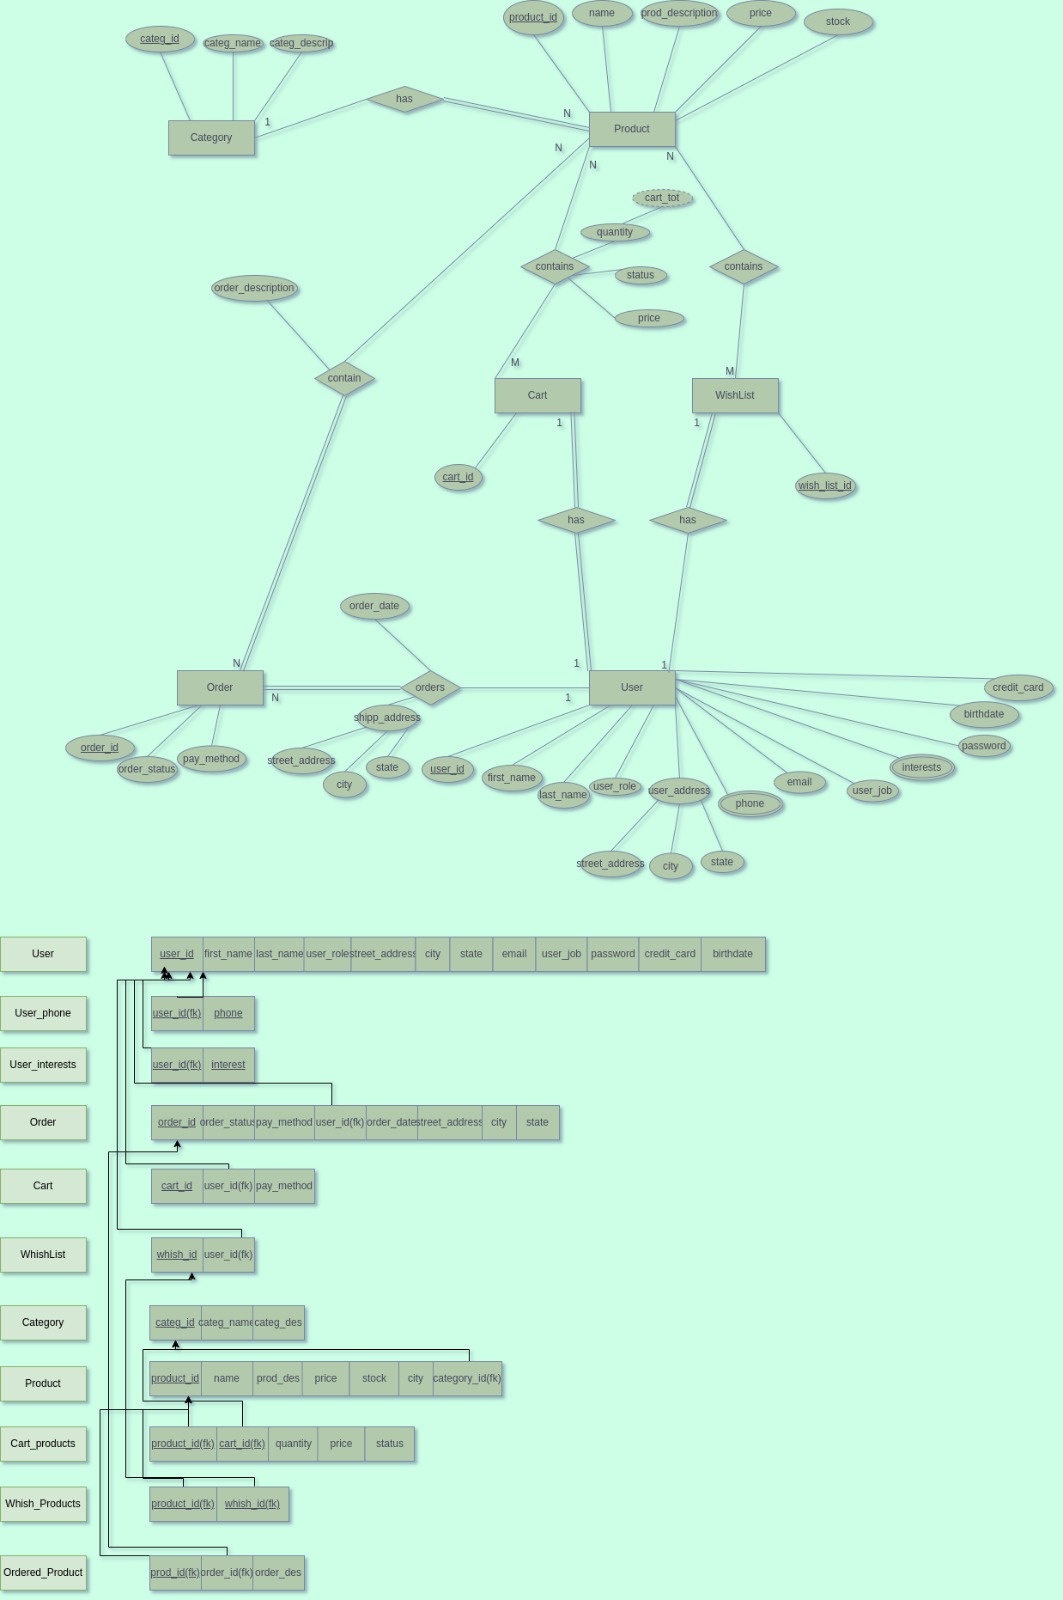 product_id
name
prod_description
price
stock
categ_id
categ_name
categ_descrip
has
N
1
Product
Category
N
N
N
cart_tot
quantity
contains
contains
status
order_description
price
contain
M
M
Cart
WishList
1
1
cart_id
wish_list_id
has
has
order_date
N
1
1
Order
N
orders
1
User
credit_card
shipp_address
birthdate
order_id
order_status
pay_method
street_address
city
state
user_id
first_name
last_name
user_role
user_address
phone
email
user_job
interests
password
street_address
city
state
User
user_id first_name last_name user_role street_address city state email user_job password credit_card birthdate
User_phone
user_id(fk) phone
User_interests
user_id(fk) interest
Order
order_id order_status pay_method user_id(fk) order_date street_address city state
Cart
cart_id user_id(fk) pay_method
WhishList
whish_id user_id(fk)
Category
categ_id categ_name categ_des
Product
product_id name prod_des price stock city category_id(fk)
Cart_products
product_id(fk) cart_id(fk) quantity price status
Whish_Products
product_id(fk) whish_id(fk)
Ordered_Product
prod_id(fk) order_id(fk) order_des